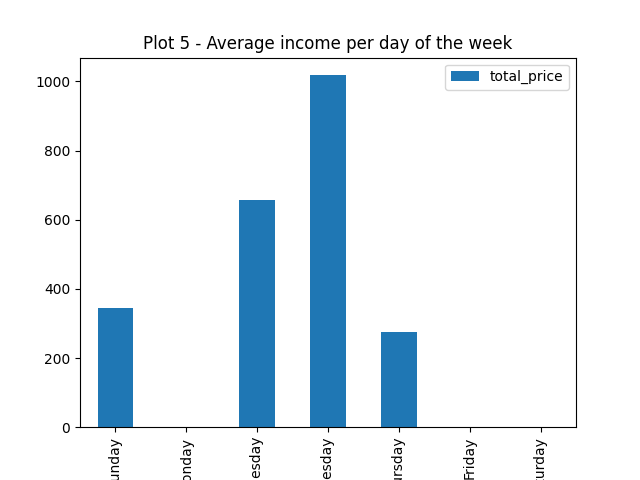 Plot 5 - Average income per day of the week
total_price
1000
800
600
400
200
0
unday
onday
esday
esday
ursday
Friday
turday